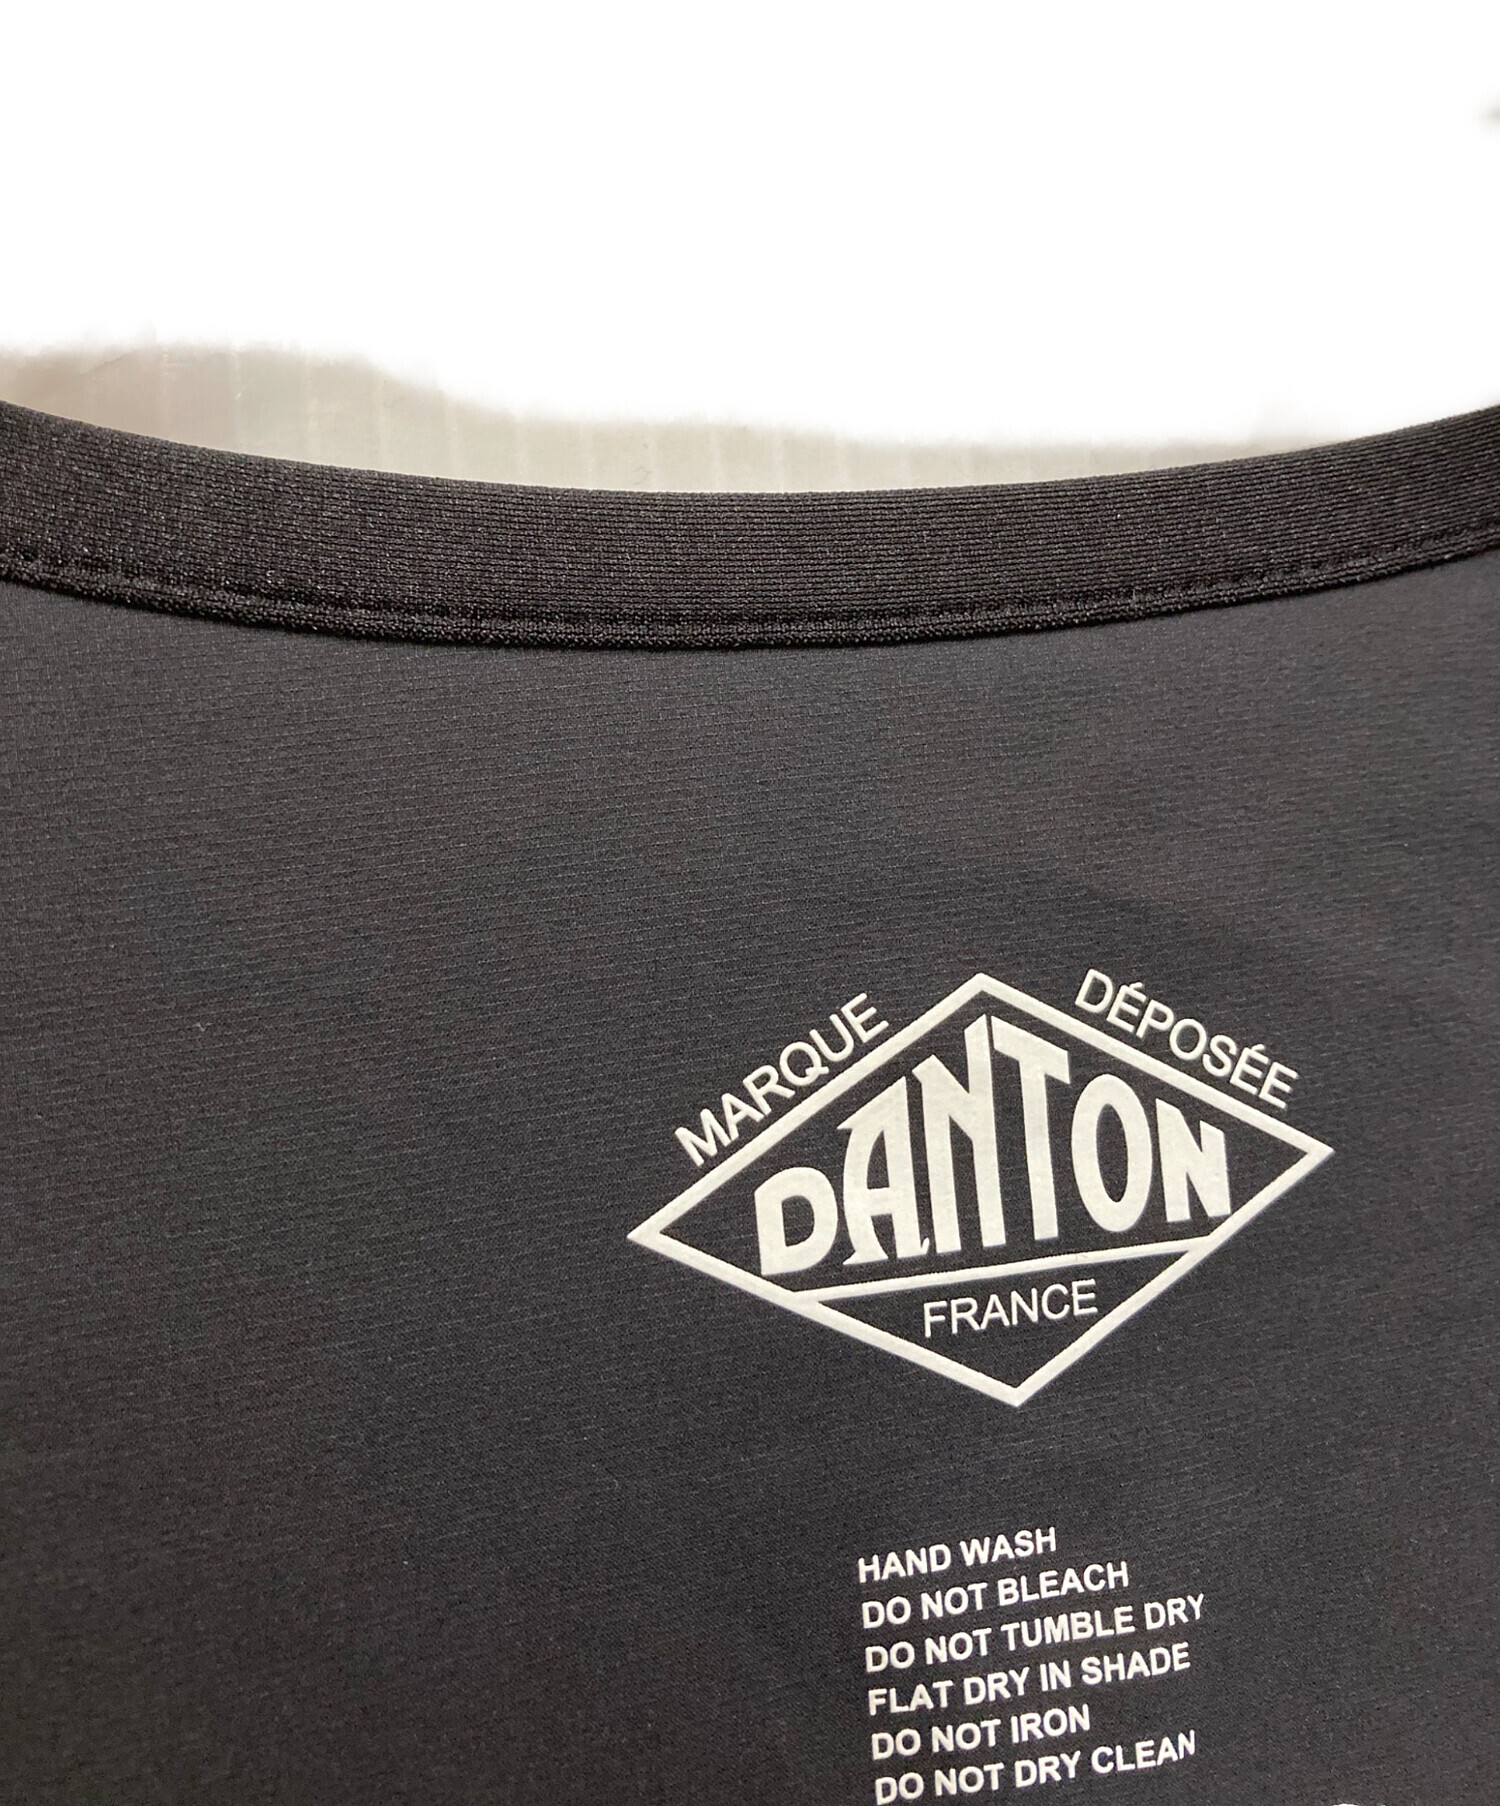 MARQUE DÉPOSÉE
DANTON
FRANCE
HAND WASH
DO NOT BLEACH
DO NOT TUMBLE DRY
FLAT DRY IN SHADE
DO NOT IRON
DO NOT DRY CLEAN